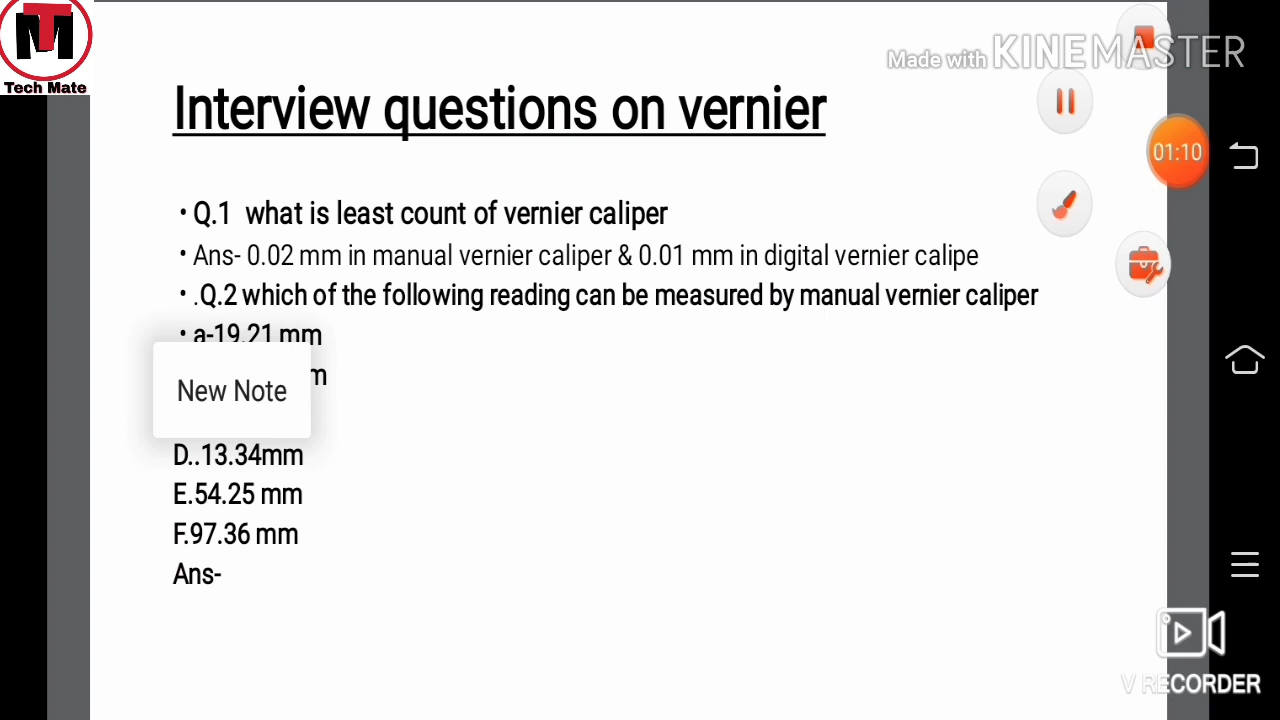 Tech Mate
Made with KINEMASTER
Interview questions on vernier
01:10
• Q.1 what is least count of vernier caliper
• Ans- 0.02 mm in manual vernier caliper & 0.01 mm in digital vernier calipe
• .Q.2 which of the following reading can be measured by manual vernier caliper
• a-19.21 mm
New Note
D..13.34mm
E.54.25 mm
F.97.36 mm
Ans-
V RECORDER